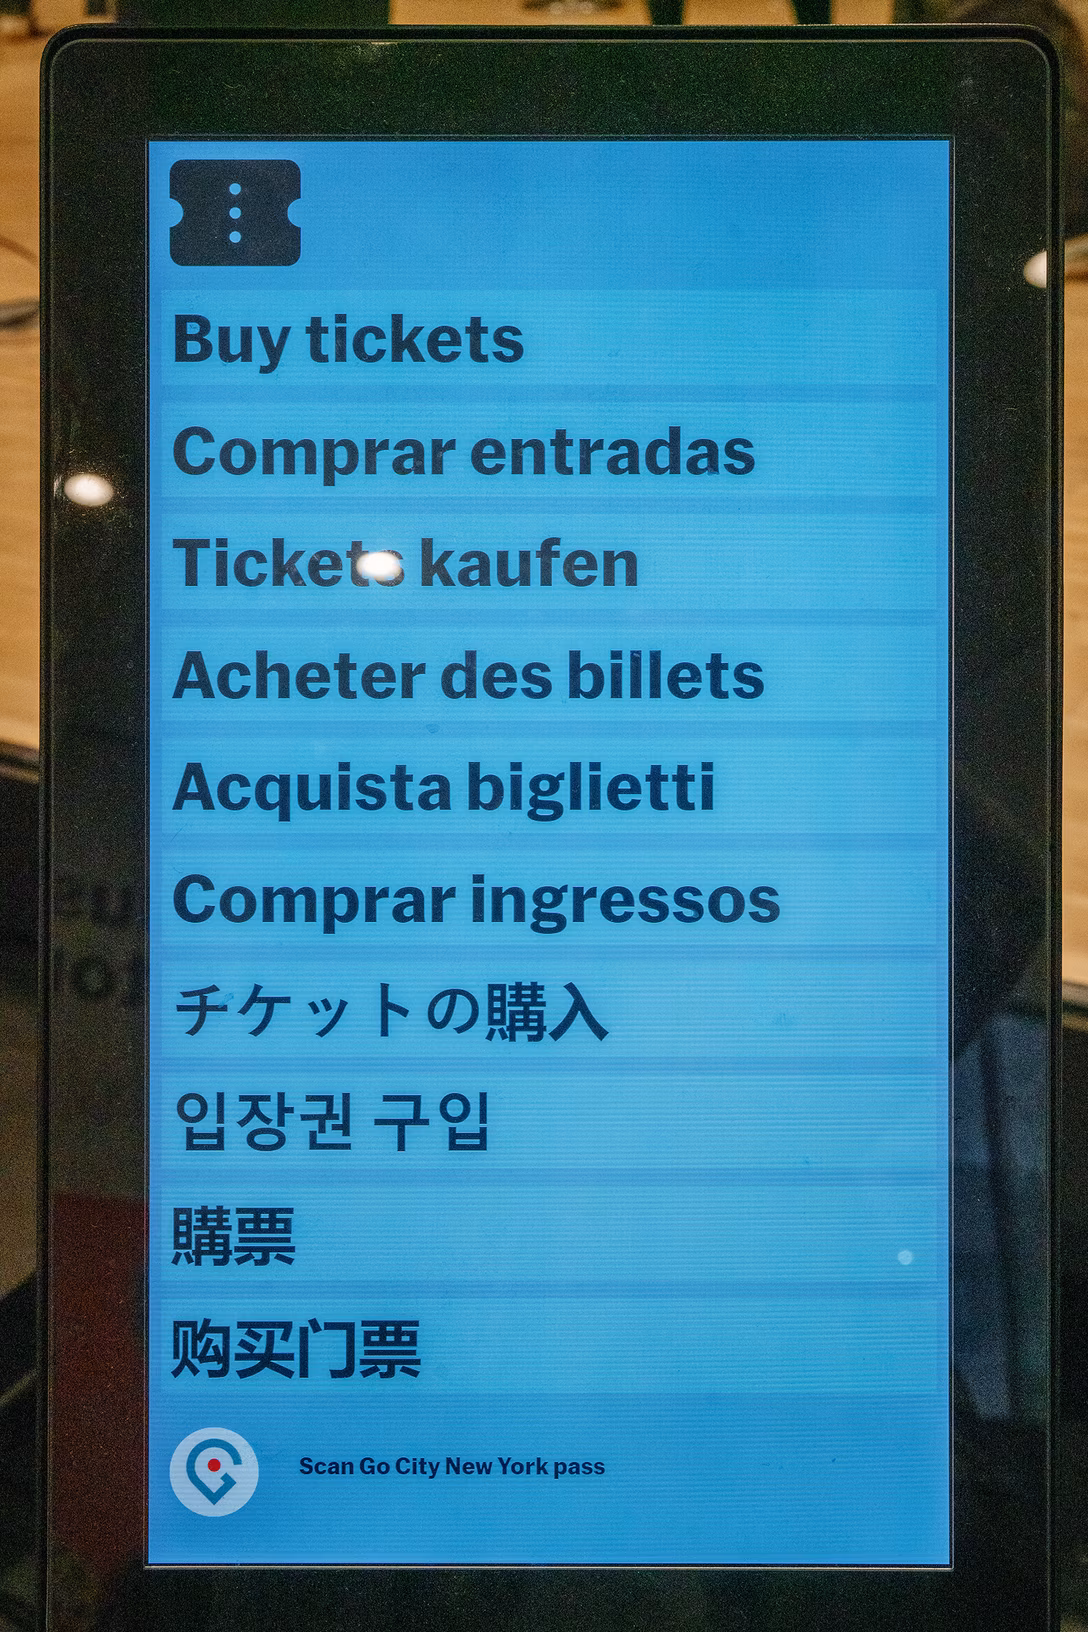 Buy tickets
Comprar entradas
Tickets kaufen
Acheter des billets
Acquista biglietti
Comprar ingressos
チケットの購入
입장권 구입
購票
购买门票
Scan Go City New York pass